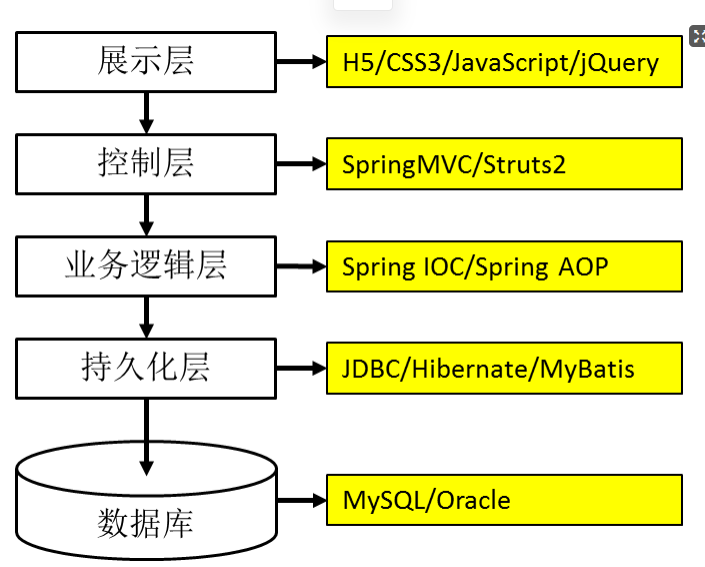 展示层
H5/CSS3/JavaScript/jQuery
控制层
SpringMVC/Struts2
业务逻辑层
Spring IOC/Spring AOP
持久化层
JDBC/Hibernate/MyBatis
数据库
MySQL/Oracle